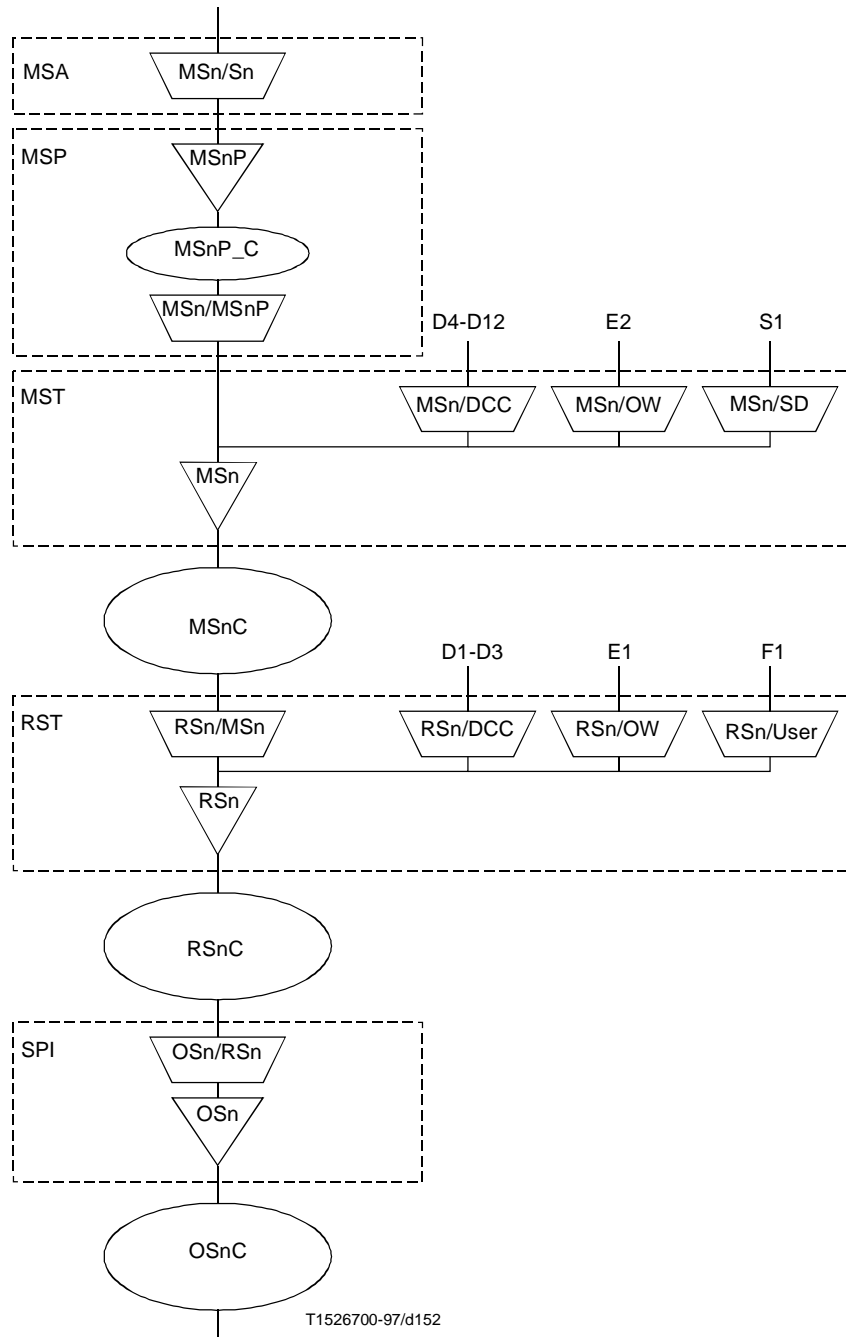 MSA
MSn/Sn
MSP
MSnP
MSnP_C
MSn/MSnP
D4-D12 E2 S1
MST
MSn/DCC MSn/OW MSn/SD
MSn
MSnC
D1-D3 E1 F1
RST
RSn/MSn RSn/DCC RSn/OW RSn/User
RSn
RSnC
SPI
OSn/RSn
OSn
OSnC
T1526700-97/d152